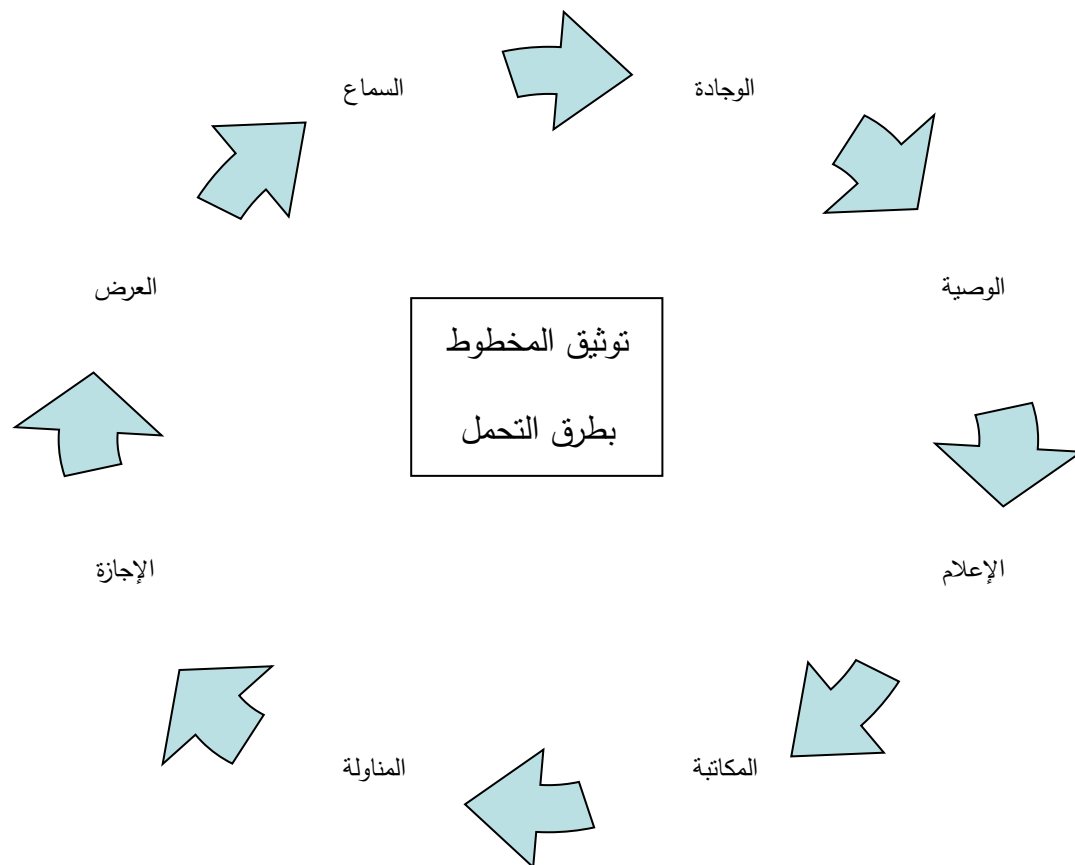 السماع
الوجادة
العرض
الوصية
توثيق المخطوط
بطرق التحمل
الإجازة
الإعلام
المناولة
المكاتبة